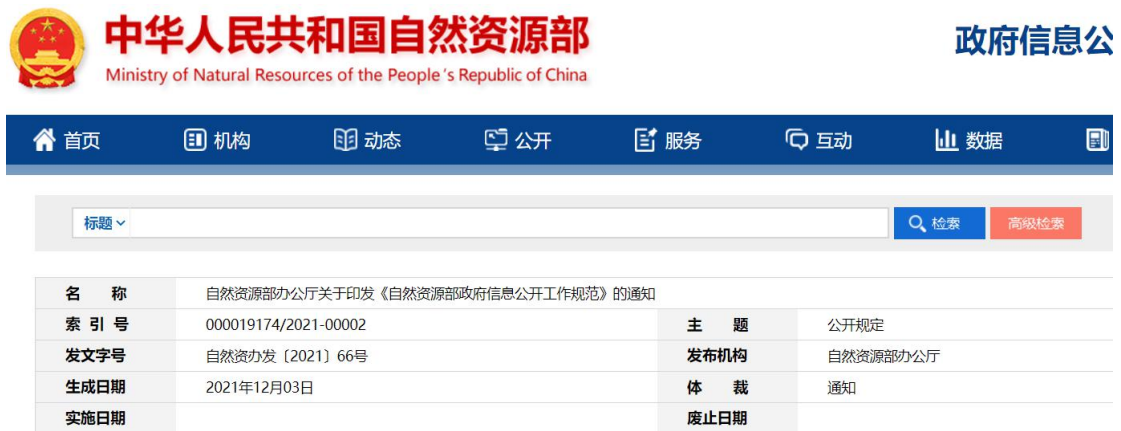 中华人民共和国自然资源部
Ministry of Natural Resources of the People's Republic of China
政府信息公
首页 机构 动态 公开 服务 互动 数据
标题 检索 高级检索
名 称 自然资源部办公厅关于印发《自然资源部政府信息公开工作规范》的通知
索 引 号 000019174/2021-00002 主 题 公开规定
发文字号 自然资办发〔2021〕66号 发布机构 自然资源部办公厅
生成日期 2021年12月03日 体 裁 通知
实施日期 废止日期